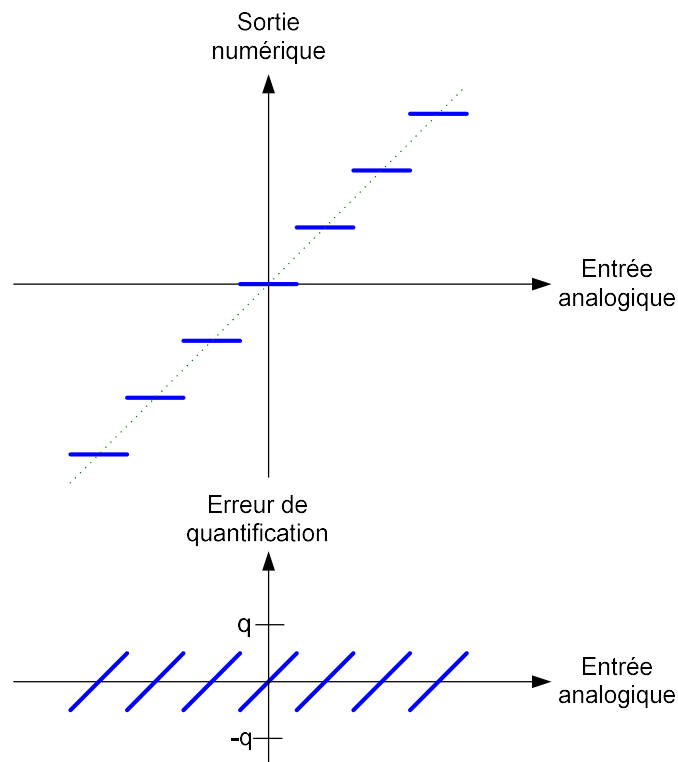 Sortie
numérique
Entrée
analogique
Erreur de
quantification
q
Entrée
analogique
-q